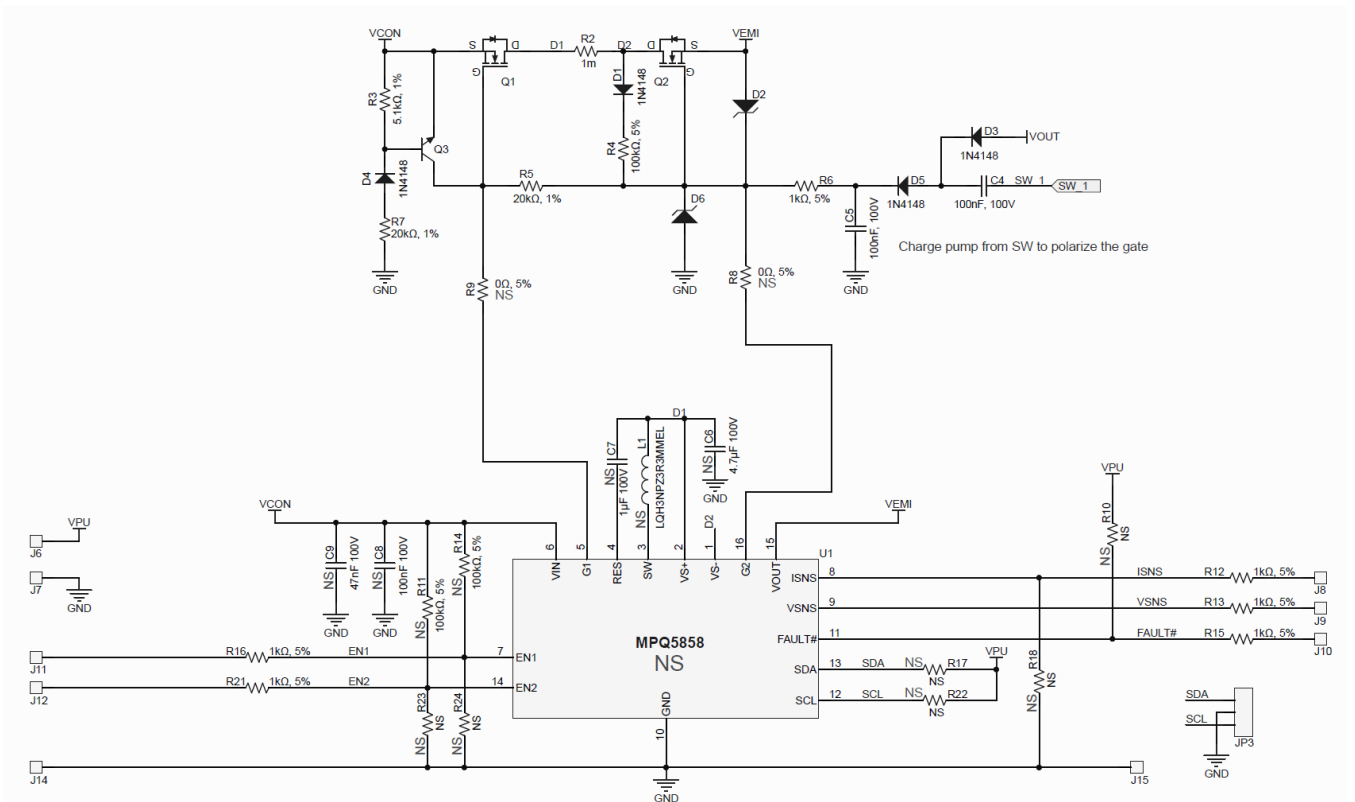 VCON
S
D
D1
R2
1m
D2
D
S
VEMI
G
Q1
G
Q2
R3
5.1kΩ, 1%
D1
1N4148
D2
R4
100kΩ, 5%
Q3
D4
1N4148
R7
20kΩ, 1%
GND
R5
20kΩ, 1%
D6
GND
R6
1kΩ, 5%
C5
100nF, 100V
GND
D5
1N4148
D3
1N4148
VOUT
C4
100nF, 100V
SW_1
SW_1
Charge pump from SW to polarize the gate
R9
0Ω, 5%
NS
R8
0Ω, 5%
NS
D1
C7
NS
1µF 100V
L1
LQH3NPZ3R3MMEL
NS
C6
NS
4.7µF 100V
GND
D2
VCON
VEMI
VPU
J6
VPU
J7
GND
C9
NS
47nF 100V
GND
C8
NS
100nF 100V
GND
R11
100kΩ, 5%
NS
R14
100kΩ, 5%
NS
6
5
4
3
2
1
16
15
U1
VIN
G1
RES
SW
VS+
VS-
G2
VOUT
MPQ5858
NS
ISNS
8
ISNS
R12
1kΩ, 5%
J8
VSNS
9
VSNS
R13
1kΩ, 5%
J9
FAULT#
11
FAULT#
R15
1kΩ, 5%
J10
R10
NS
NS
SDA
13
SDA
NS
R17
NS
VPU
SCL
12
SCL
NS
R22
NS
R18
NS
NS
J11
R16
1kΩ, 5%
EN1
7
EN1
J12
R21
1kΩ, 5%
EN2
14
EN2
R23
NS
NS
R24
NS
NS
GND
10
GND
J14
J15
SDA
SCL
JP3
GND